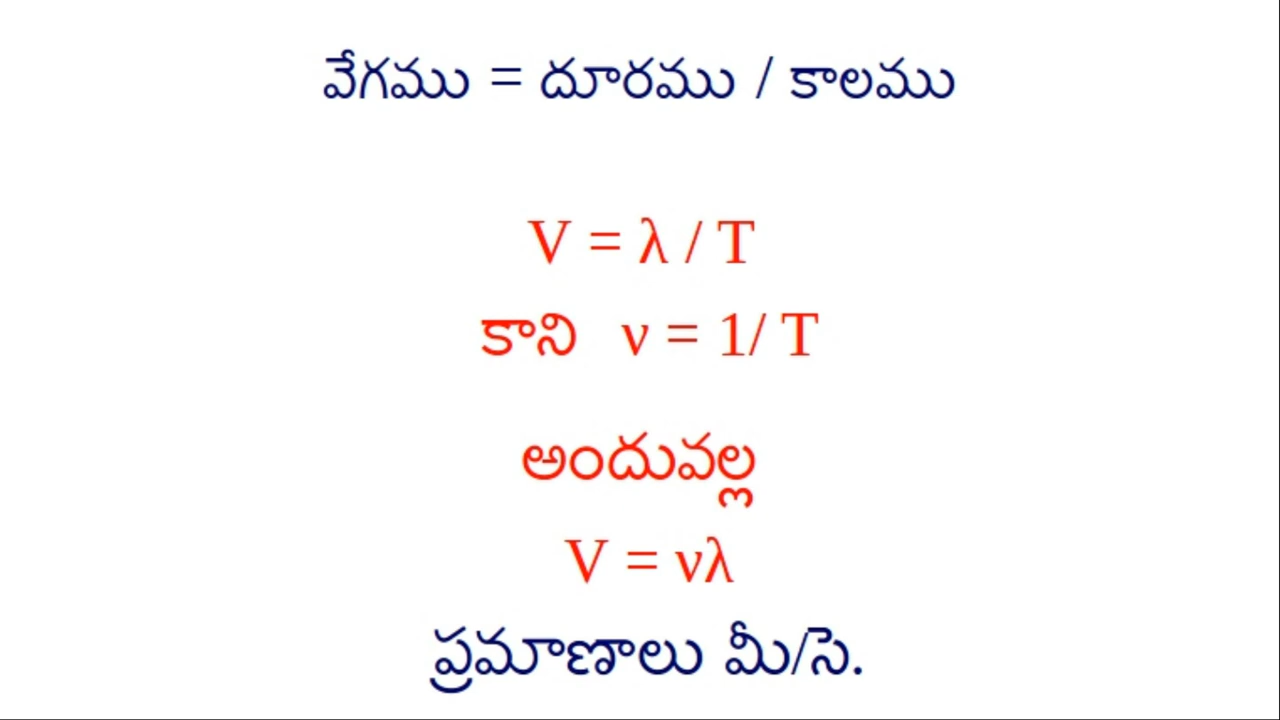 వేగము = దూరము / కాలము
V = λ / T
కాని ν = 1/ T
అందువల్ల
V = νλ
ప్రమాణాలు మీ/సె.